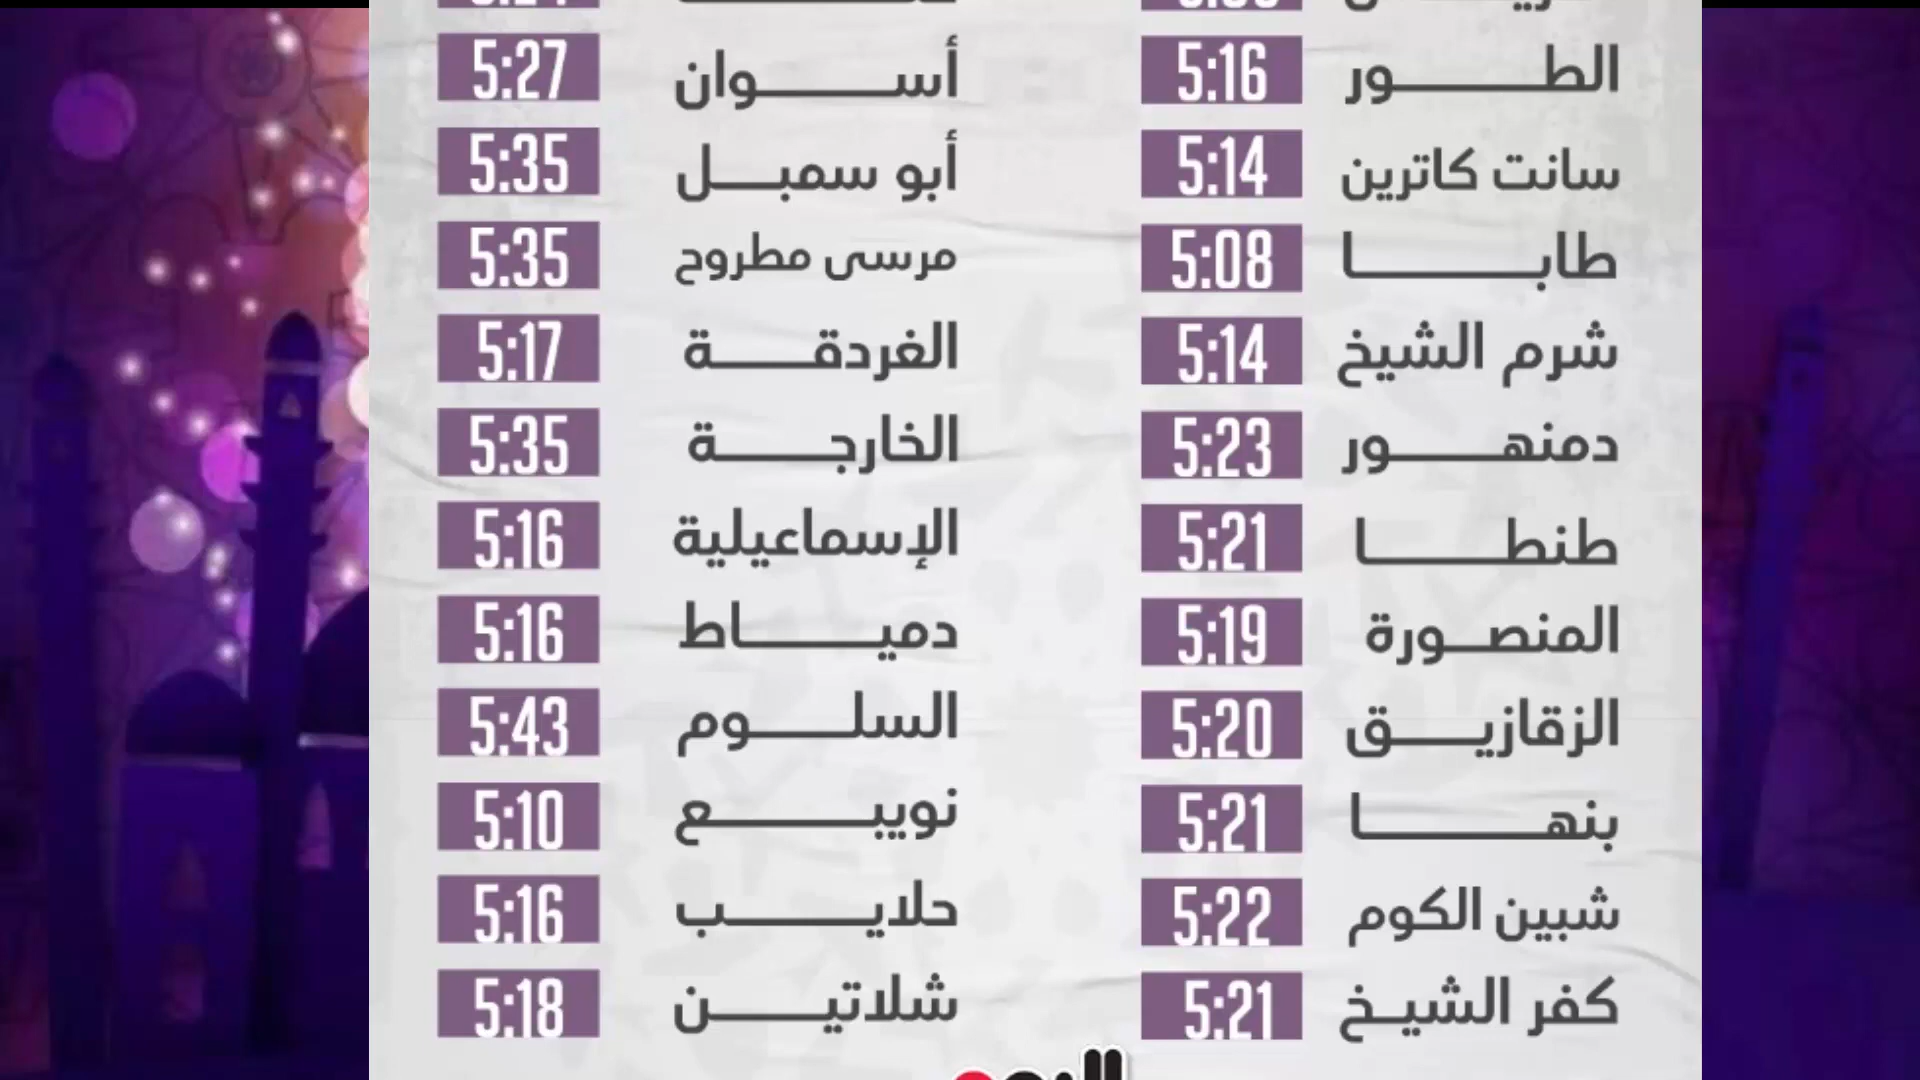 الطور 5:16
أسوان 5:27
سانت كاترين 5:14
أبو سمبل 5:35
طابا 5:08
مرسى مطروح 5:35
شرم الشيخ 5:14
الغردقة 5:17
دمنهور 5:23
الخارجة 5:35
طنطا 5:21
الإسماعيلية 5:16
المنصورة 5:19
دمياط 5:16
الزقازيق 5:20
السلوم 5:43
بنها 5:21
نويبع 5:10
شبين الكوم 5:22
حلايب 5:16
كفر الشيخ 5:21
شلاتين 5:18